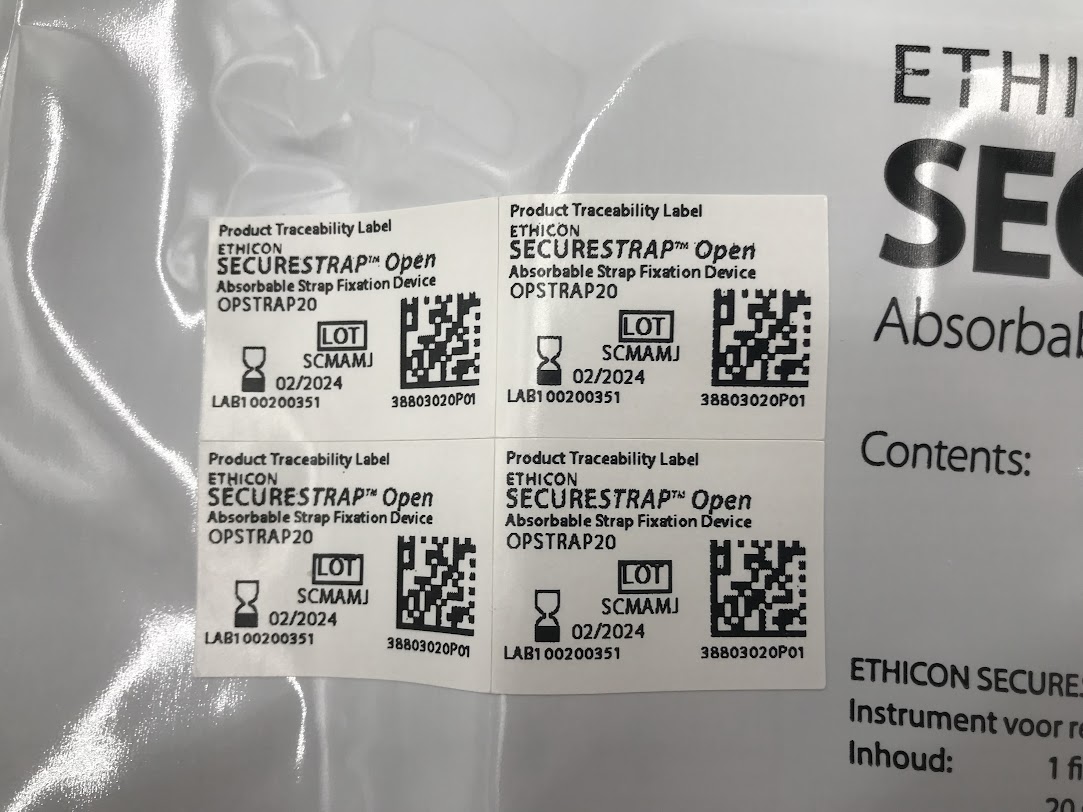 Product Traceability Label
ETHICON
SECURESTRAP™ Open
Absorbable Strap Fixation Device
OPSTRAP20
LOT
SCMAMJ
02/2024
LAB100200351
38803020P01
Product Traceability Label
ETHICON
SECURESTRAP™ Open
Absorbable Strap Fixation Device
OPSTRAP20
LOT
SCMAMJ
02/2024
LAB100200351
38803020P01
Product Traceability Label
ETHICON
SECURESTRAP™ Open
Absorbable Strap Fixation Device
OPSTRAP20
LOT
SCMAMJ
02/2024
LAB100200351
38803020P01
Product Traceability Label
ETHICON
SECURESTRAP™ Open
Absorbable Strap Fixation Device
OPSTRAP20
LOT
SCMAMJ
02/2024
LAB100200351
38803020P01
ETHI
SEC
Absorbab
Contents:
ETHICON SECURES
Instrument voor re
Inhoud: 1 fi
20